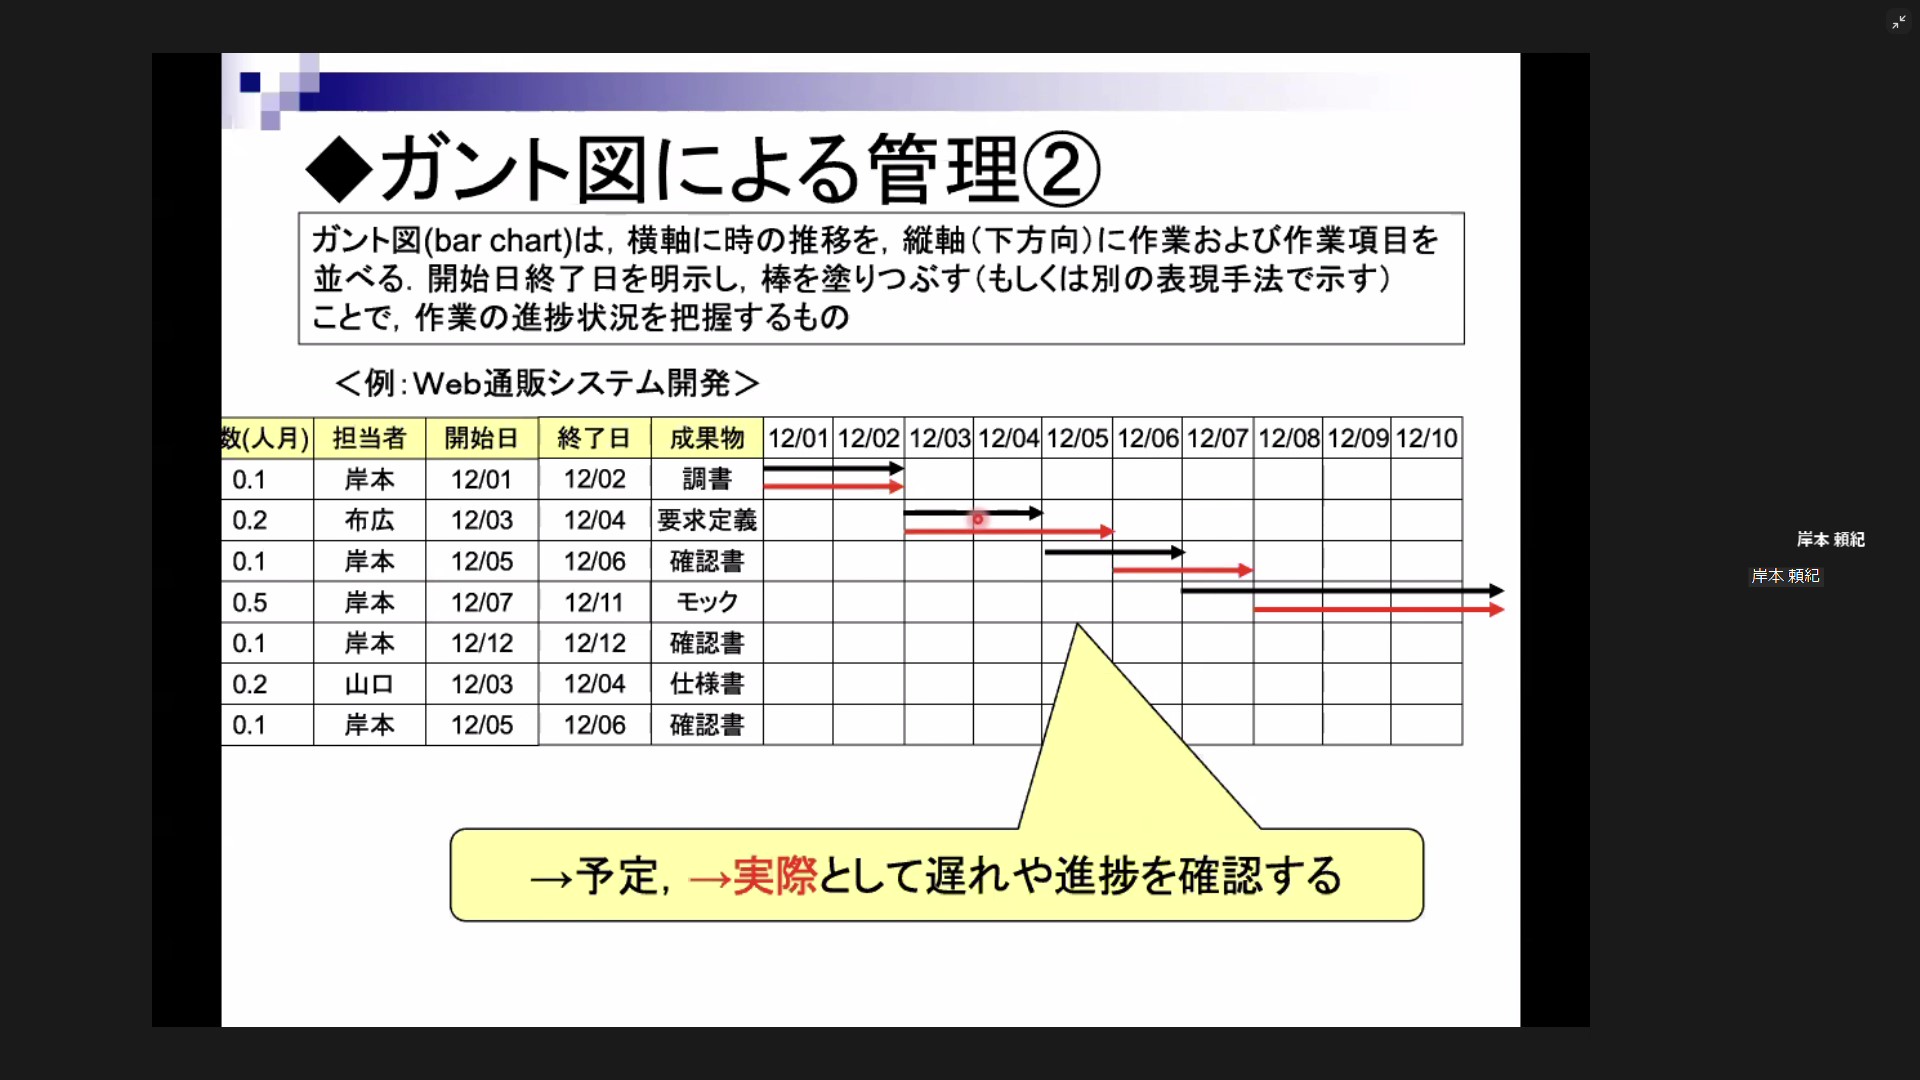 ◆ガント図による管理②
ガント図(bar chart)は，横軸に時の推移を，縦軸（下方向）に作業および作業項目を
並べる．開始日終了日を明示し，棒を塗りつぶす（もしくは別の表現手法で示す）
ことで，作業の進捗状況を把握するもの
＜例：Web通販システム開発＞
数(人月) 担当者 開始日 終了日 成果物 12/01 12/02 12/03 12/04 12/05 12/06 12/07 12/08 12/09 12/10
0.1 岸本 12/01 12/02 調書
0.2 布広 12/03 12/04 要求定義
0.1 岸本 12/05 12/06 確認書
0.5 岸本 12/07 12/11 モック
0.1 岸本 12/12 12/12 確認書
0.2 山口 12/03 12/04 仕様書
0.1 岸本 12/05 12/06 確認書
→予定，→実際として遅れや進捗を確認する
岸本 頼紀
岸本 頼紀